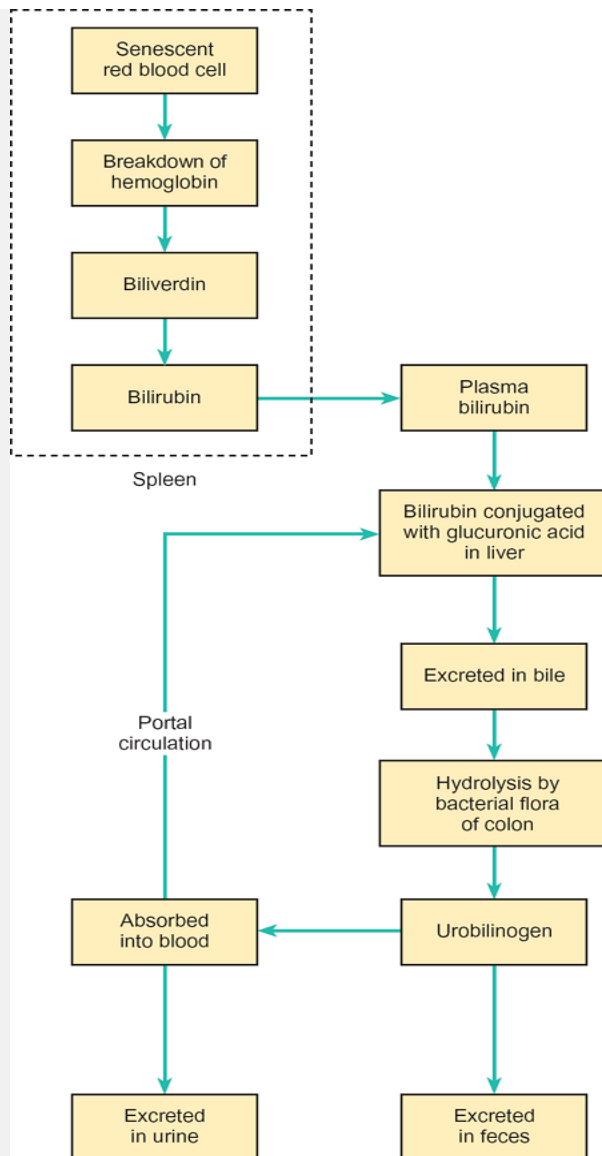 Senescent
red blood cell
Breakdown of
hemoglobin
Biliverdin
Bilirubin
Spleen
Plasma
bilirubin
Bilirubin conjugated
with glucuronic acid
in liver
Excreted in bile
Portal
circulation
Hydrolysis by
bacterial flora
of colon
Absorbed
into blood
Urobilinogen
Excreted
in urine
Excreted
in feces